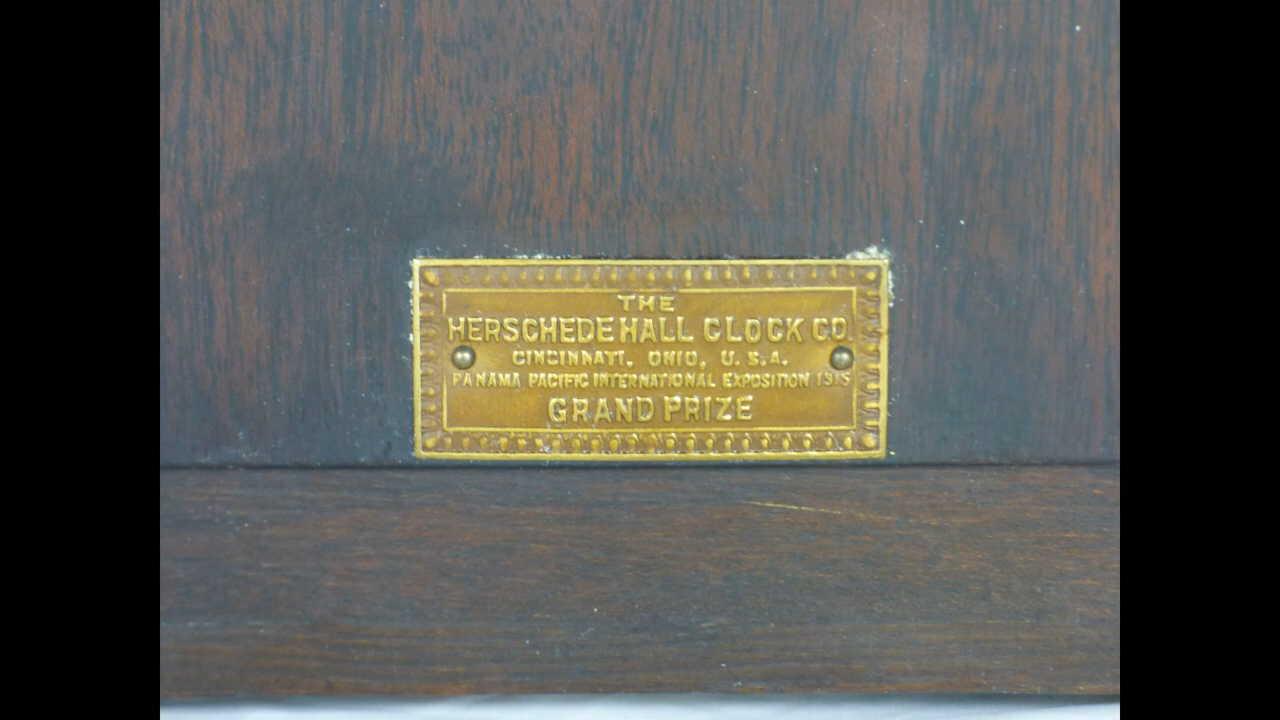 THE
HERSCHEDE HALL CLOCK CO
CINCINNATI, OHIO, U.S.A.
PANAMA PACIFIC INTERNATIONAL EXPOSITION 1915
GRAND PRIZE